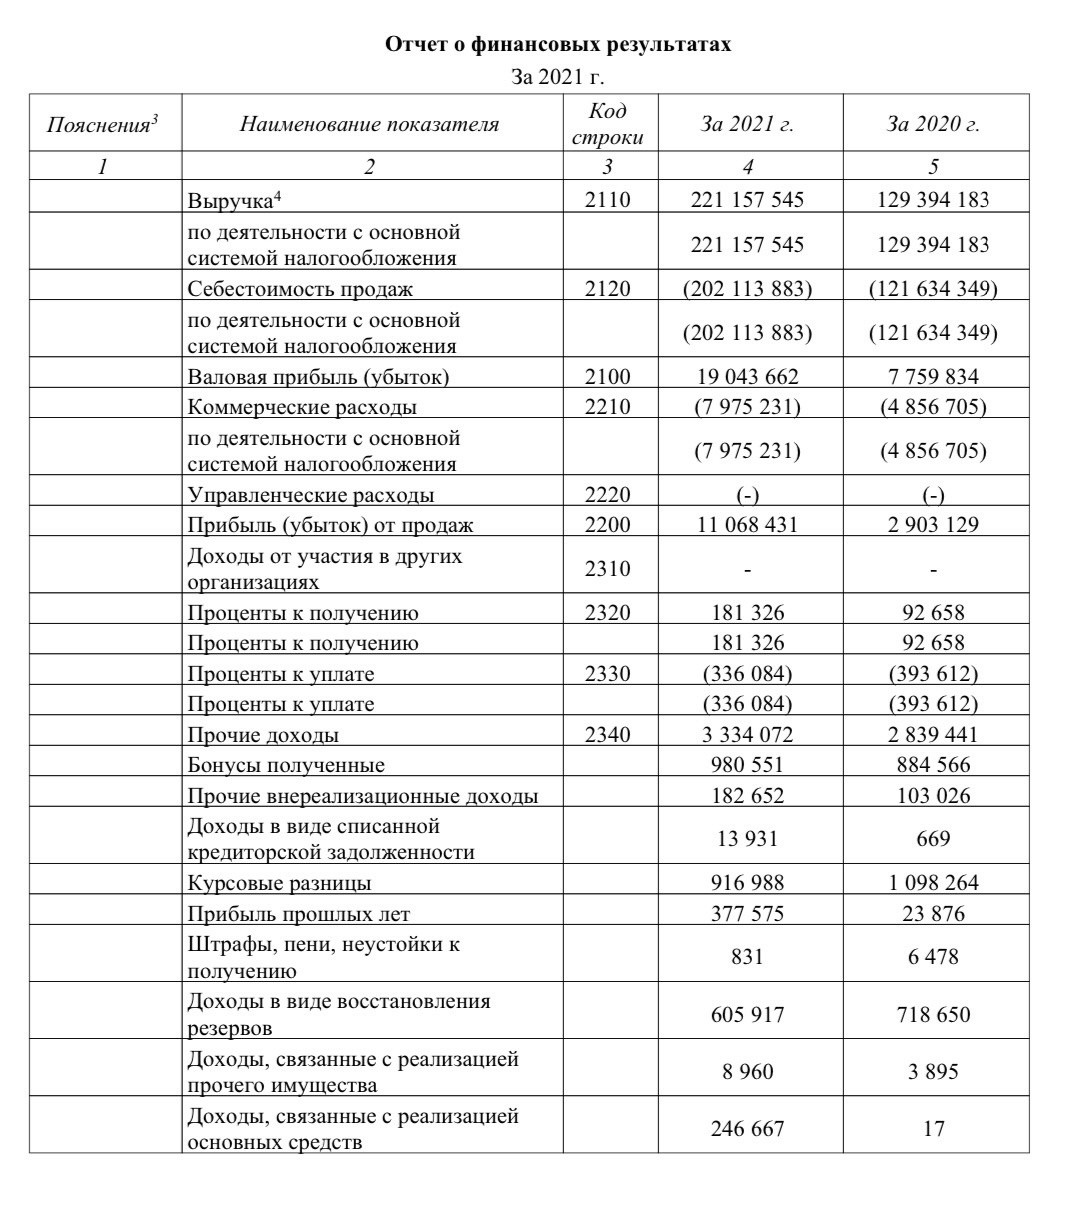 Отчет о финансовых результатах
За 2021 г.
Пояснения3 Наименование показателя Код строки За 2021 г. За 2020 г.
1 2 3 4 5
Выручка4 2110 221 157 545 129 394 183
по деятельности с основной
системой налогообложения 221 157 545 129 394 183
Себестоимость продаж 2120 (202 113 883) (121 634 349)
по деятельности с основной
системой налогообложения (202 113 883) (121 634 349)
Валовая прибыль (убыток) 2100 19 043 662 7 759 834
Коммерческие расходы 2210 (7 975 231) (4 856 705)
по деятельности с основной
системой налогообложения (7 975 231) (4 856 705)
Управленческие расходы 2220 (-) (-)
Прибыль (убыток) от продаж 2200 11 068 431 2 903 129
Доходы от участия в других
организациях 2310 - -
Проценты к получению 2320 181 326 92 658
Проценты к получению 181 326 92 658
Проценты к уплате 2330 (336 084) (393 612)
Проценты к уплате (336 084) (393 612)
Прочие доходы 2340 3 334 072 2 839 441
Бонусы полученные 980 551 884 566
Прочие внереализационные доходы 182 652 103 026
Доходы в виде списанной
кредиторской задолженности 13 931 669
Курсовые разницы 916 988 1 098 264
Прибыль прошлых лет 377 575 23 876
Штрафы, пени, неустойки к
получению 831 6 478
Доходы в виде восстановления
резервов 605 917 718 650
Доходы, связанные с реализацией
прочего имущества 8 960 3 895
Доходы, связанные с реализацией
основных средств 246 667 17